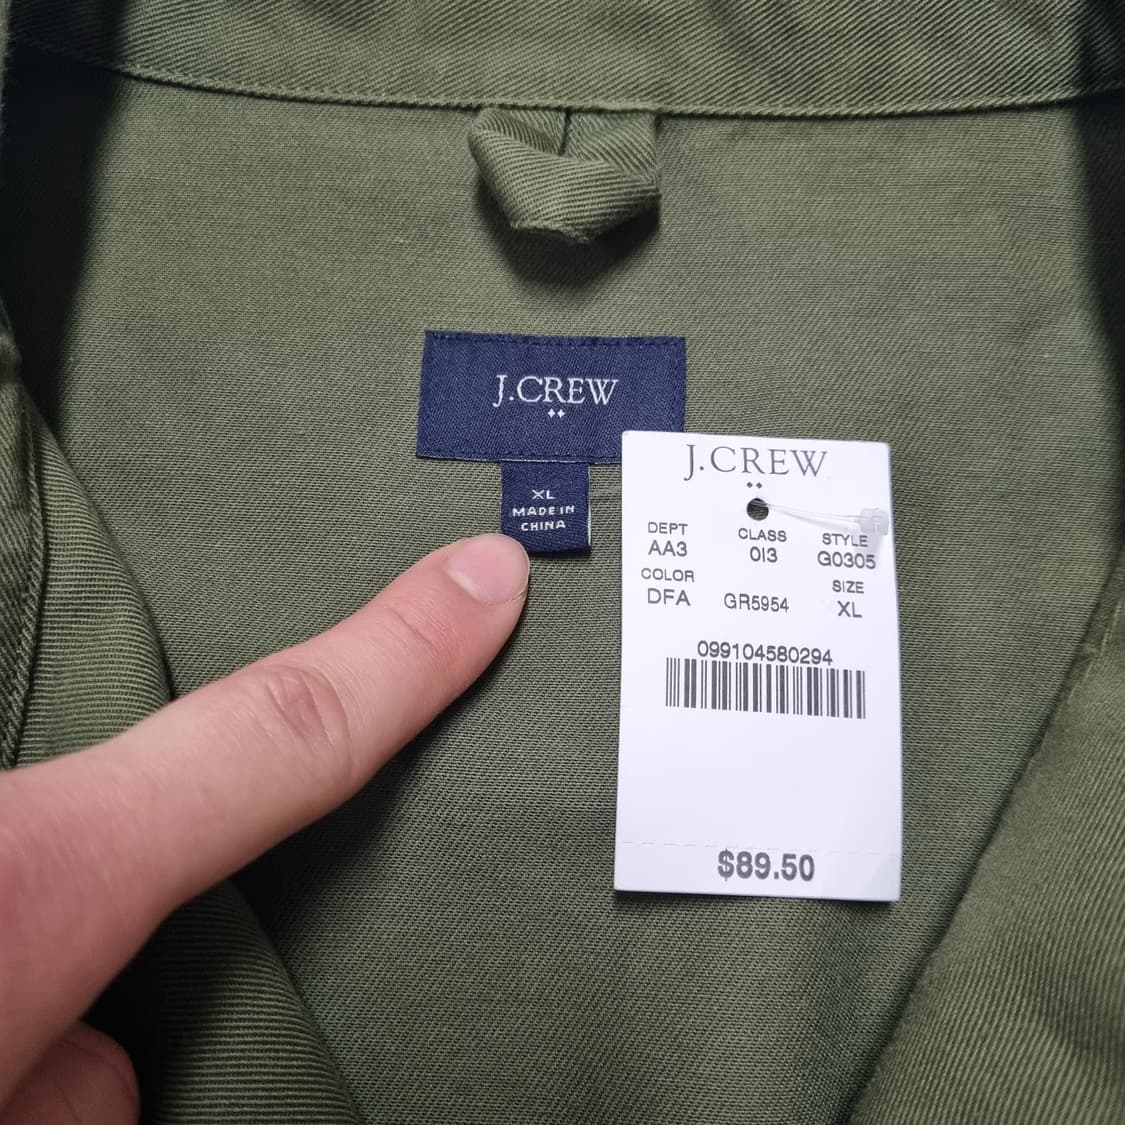 J.CREW
XL
MADE IN
CHINA
J.CREW
DEPT CLASS STYLE
AA3 013 G0305
COLOR SIZE
DFA GR5954 XL
099104580294
$89.50